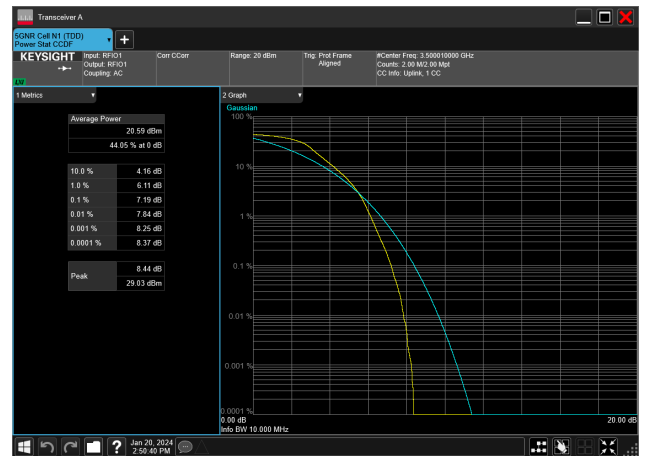 Transceiver A
5GNR Cell N1 (TDD)
Power Stat CCDF
KEYSIGHT
LXI
Input: RFIO1
Output: RFIO1
Coupling: AC
Corr CCorr
Range: 20 dBm
Trig: Prot Frame
Aligned
#Center Freq: 3.500010000 GHz
Counts: 2.00 M/2.00 Mpt
CC Info: Uplink, 1 CC
1 Metrics
Average Power
20.59 dBm
44.05 % at 0 dB
10.0 % 4.16 dB
1.0 % 6.11 dB
0.1 % 7.19 dB
0.01 % 7.84 dB
0.001 % 8.25 dB
0.0001 % 8.37 dB
Peak
8.44 dB
29.03 dBm
2 Graph
Gaussian
100 %
10 %
1 %
0.1 %
0.01 %
0.001 %
0.0001 %
0.00 dB
20.00 dB
Info BW 10.000 MHz
?
Jan 20, 2024
2:50:40 PM